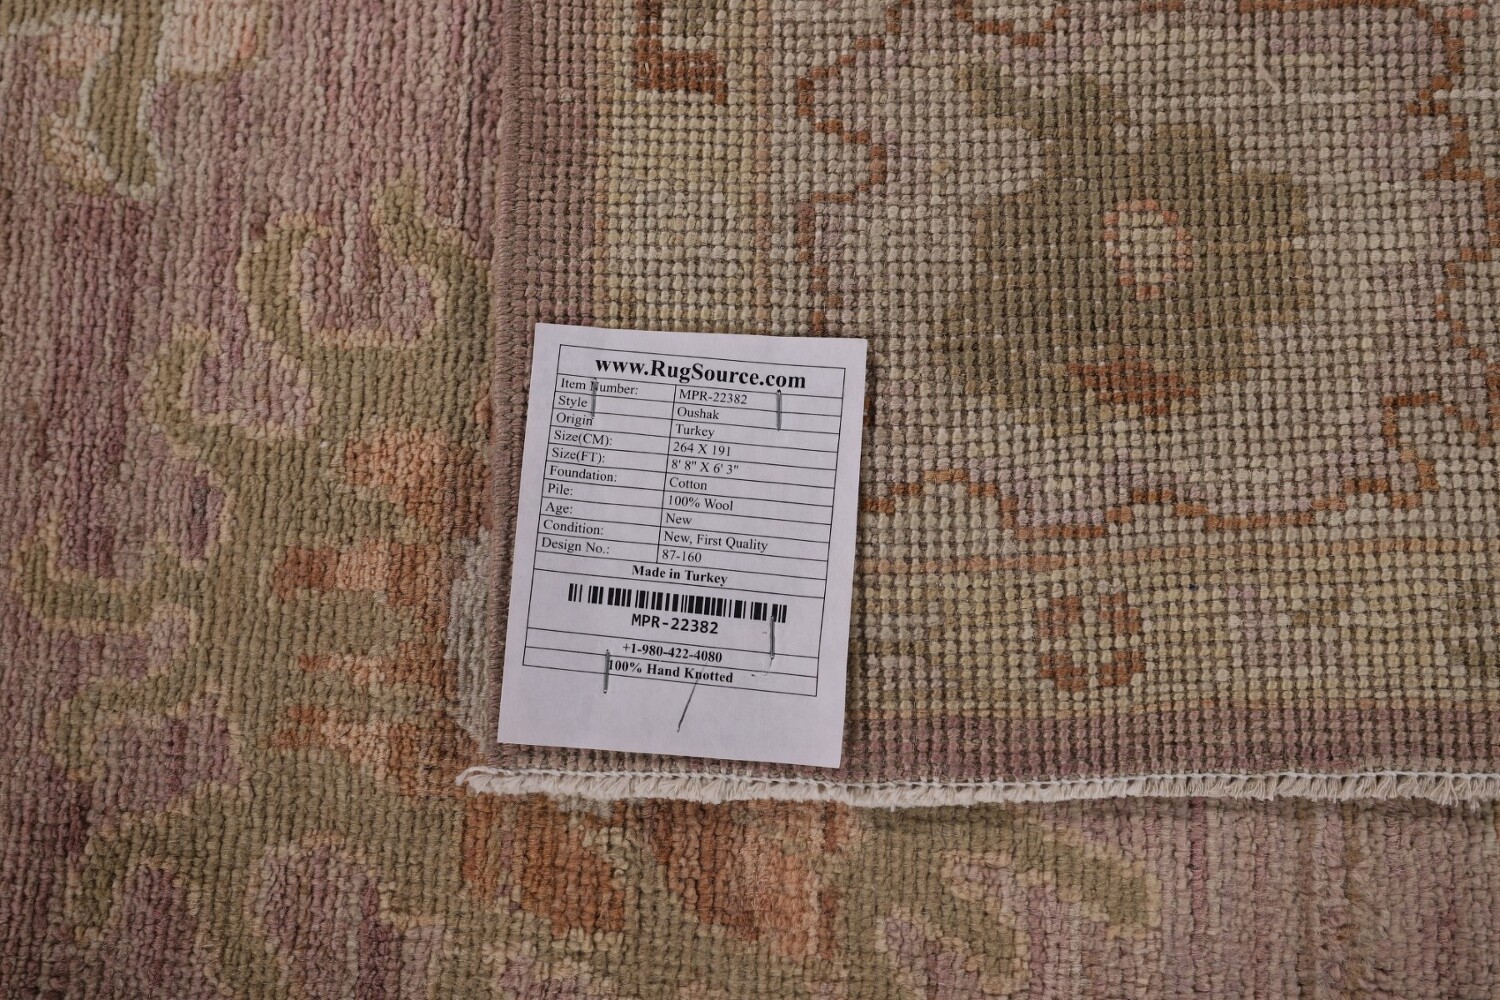 www.RugSource.com
Item Number: MPR-22382
Style Oushak
Origin Turkey
Size(CM): 264 X 191
Size(FT): 8' 8" X 6' 3"
Foundation: Cotton
Pile: 100% Wool
Age: New
Condition: New, First Quality
Design No.: 87-160
Made in Turkey
MPR-22382
+1-980-422-4080
100% Hand Knotted